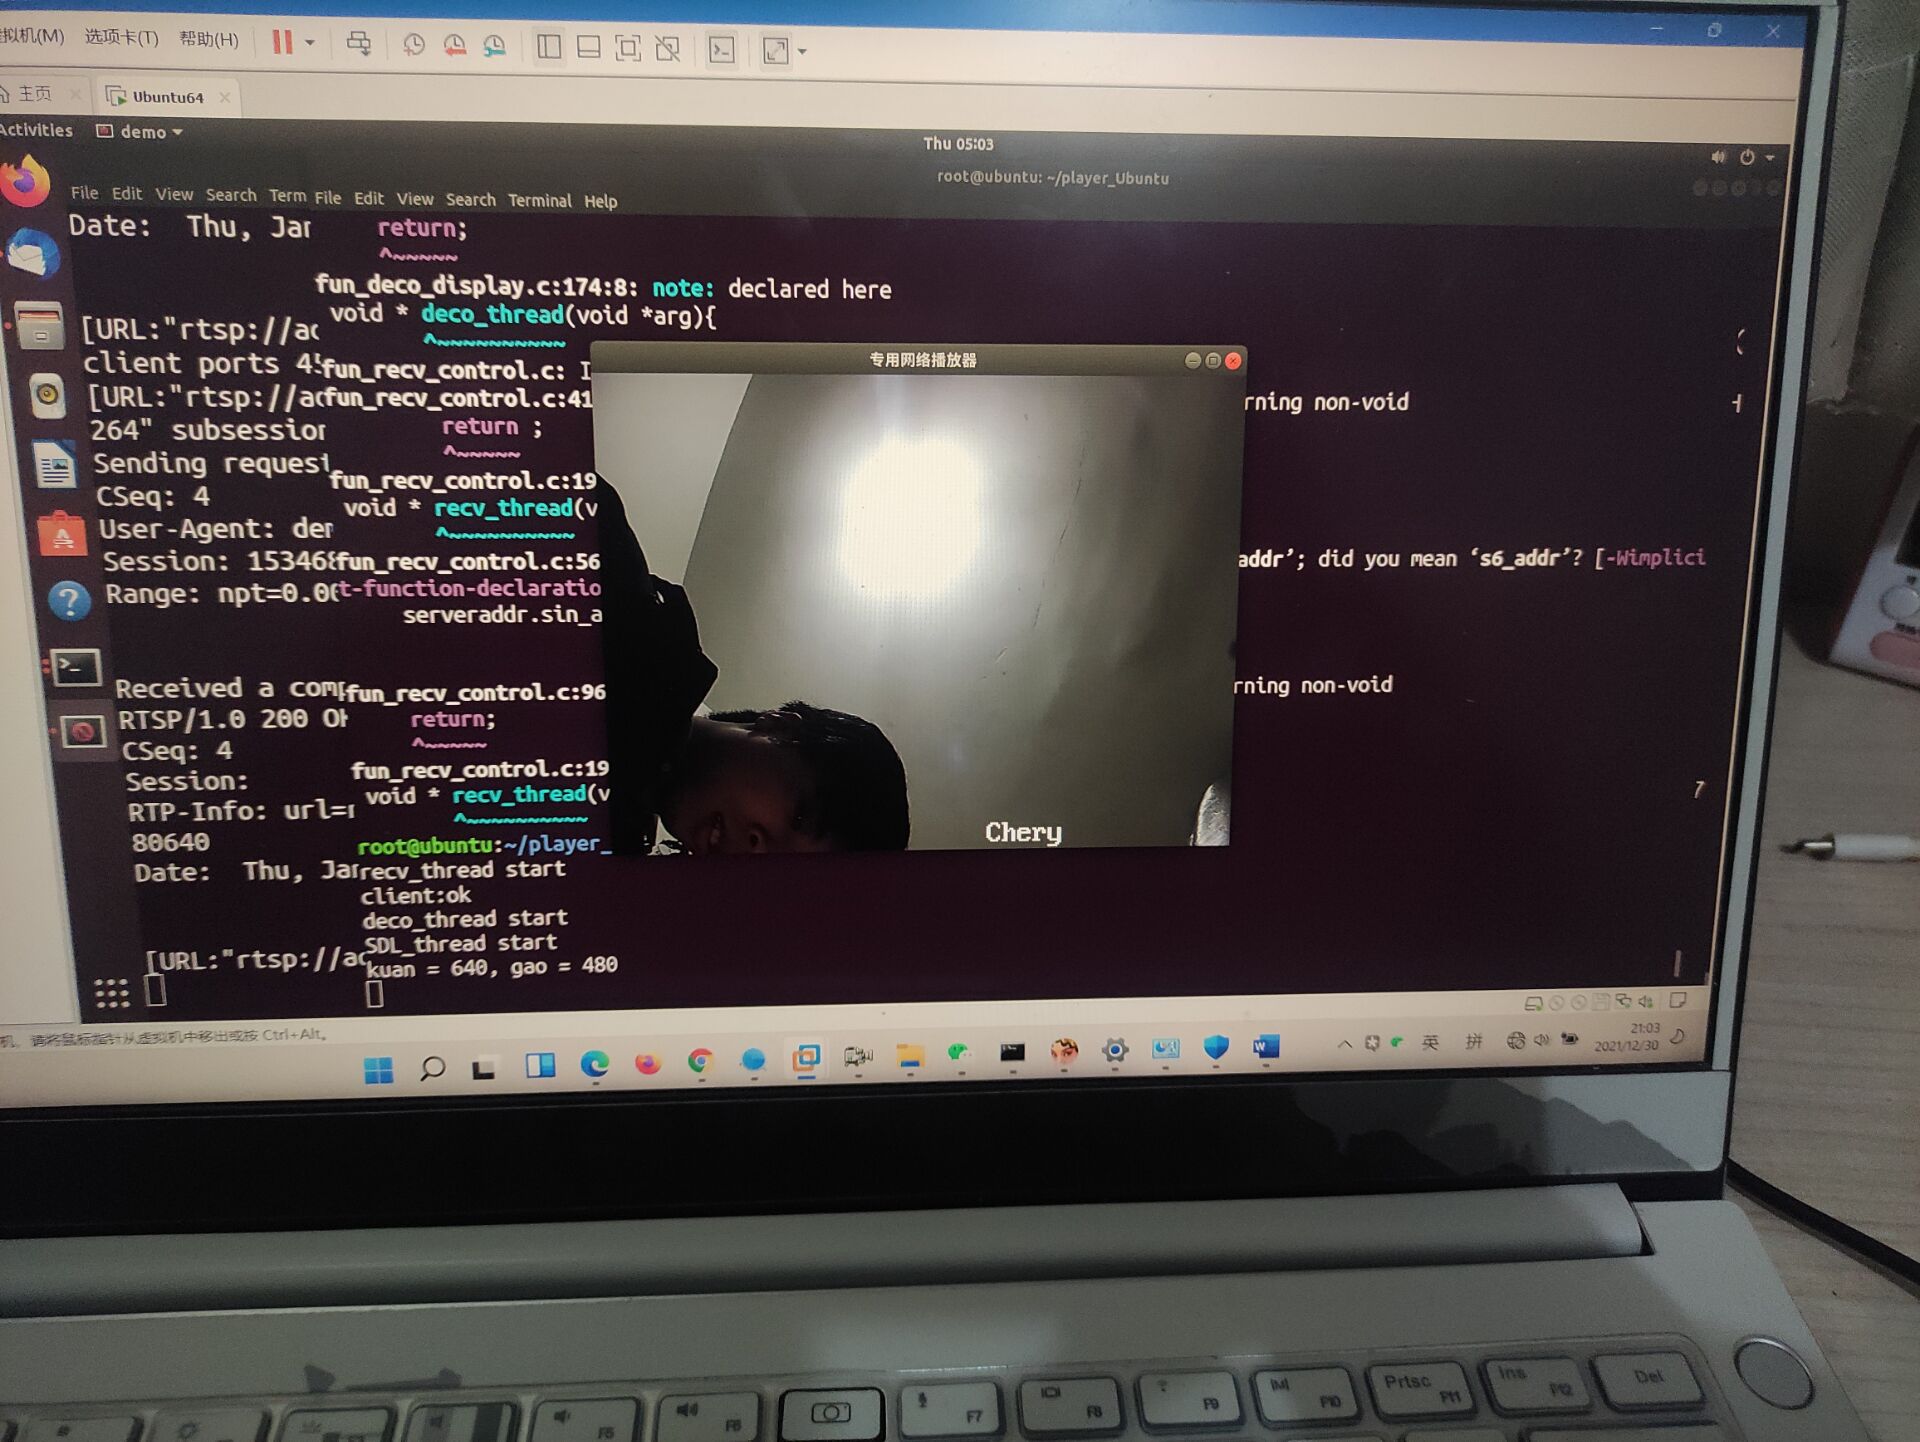 拟机(M) 选项卡(T) 帮助(H)
主页 Ubuntu64
Activities demo
Thu 05:03
root@ubuntu: ~/player_Ubuntu
File Edit View Search Term
Date: Thu, Jar
[URL:"rtsp://ac
client ports 45
[URL:"rtsp://ac
264" subsession
Sending request
CSeq: 4
User-Agent: dem
Session: 153468
Range: npt=0.00
Received a com
RTSP/1.0 200 OK
CSeq: 4
Session:
RTP-Info: url=r
80640
Date: Thu, Jan
[URL:"rtsp://ac
File Edit View Search Terminal Help
return;
^~~~~~
fun_deco_display.c:174:8: note: declared here
void * deco_thread(void *arg){
^~~~~~~~~~~
fun_recv_control.c: I
fun_recv_control.c:41
rning non-void
return ;
^~~~~~
fun_recv_control.c:19
void * recv_thread(v
^~~~~~~~~~~
fun_recv_control.c:56
addr’; did you mean ‘s6_addr’? [-Wimplici
t-function-declaratio
serveraddr.sin_a
fun_recv_control.c:96
rning non-void
return;
^~~~~~
fun_recv_control.c:19
void * recv_thread(v
^~~~~~~~~~~
root@ubuntu:~/player_
recv_thread start
client:ok
deco_thread start
SDL_thread start
kuan = 640, gao = 480
专用网络播放器
Chery
机，请将鼠标指针从虚拟机中移出或按 Ctrl+Alt。
英 拼
21:03
2021/12/30
F5 F6 F7 F8 F9 F10 Prtsc F11 Ins F12 Del